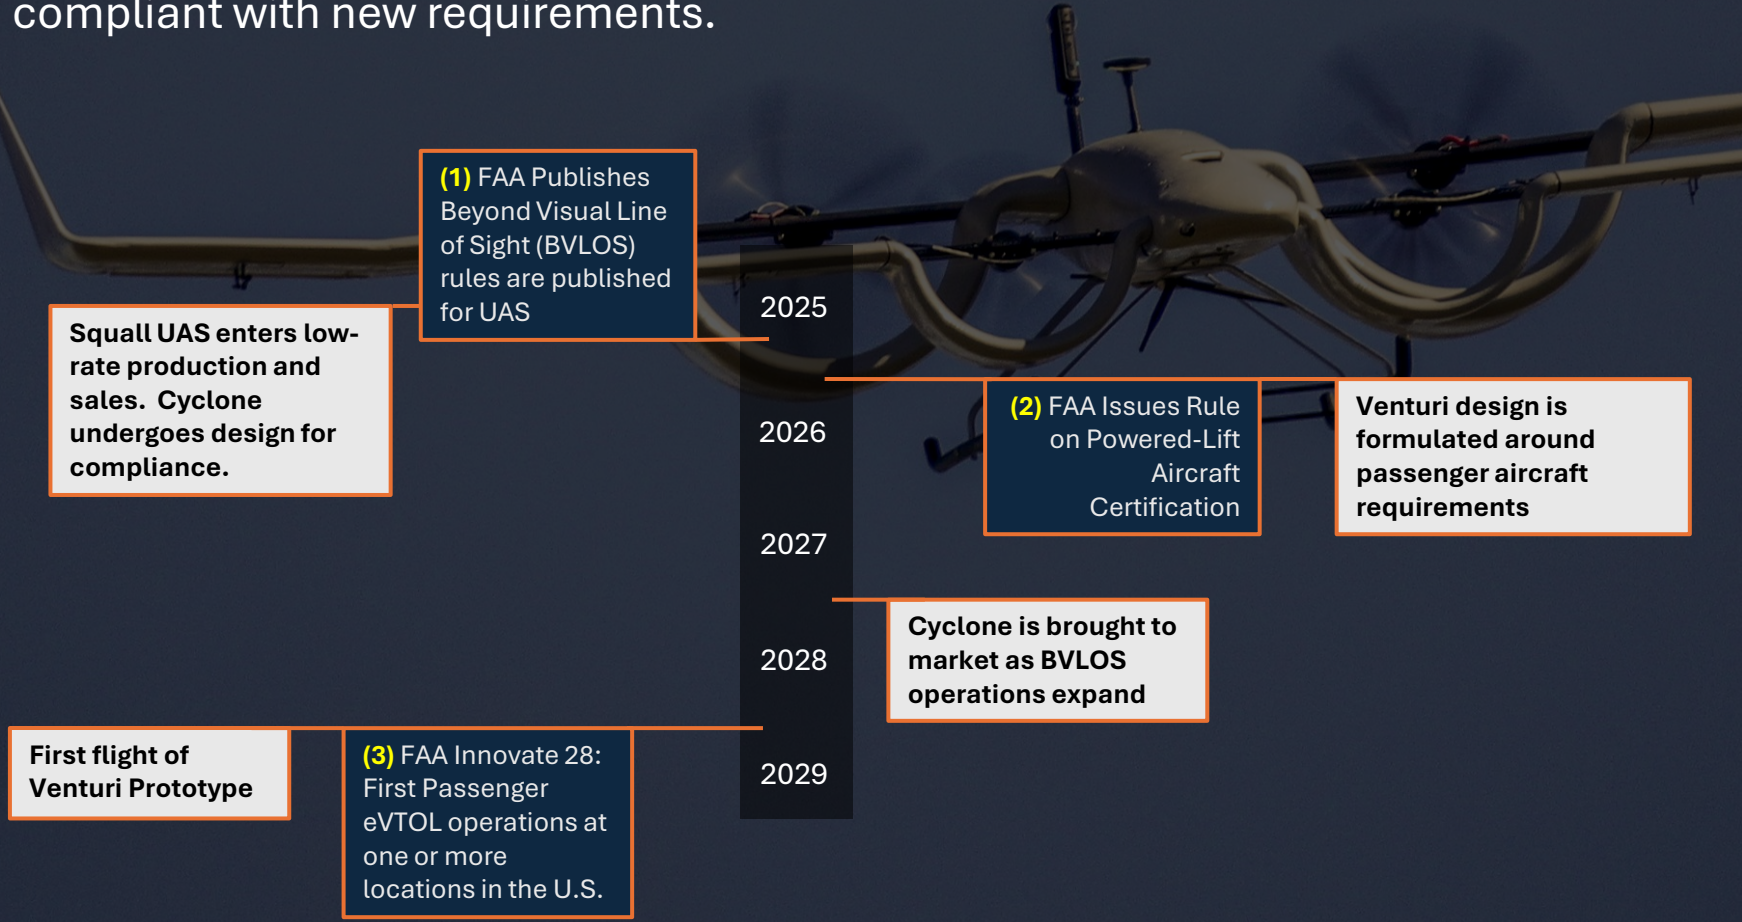 compliant with new requirements.
(1) FAA Publishes
Beyond Visual Line
of Sight (BVLOS)
rules are published
for UAS
Squall UAS enters low-
rate production and
sales. Cyclone
undergoes design for
compliance.
2025
2026
2027
2028
2029
(2) FAA Issues Rule
on Powered-Lift
Aircraft
Certification
Venturi design is
formulated around
passenger aircraft
requirements
Cyclone is brought to
market as BVLOS
operations expand
First flight of
Venturi Prototype
(3) FAA Innovate 28:
First Passenger
eVTOL operations at
one or more
locations in the U.S.